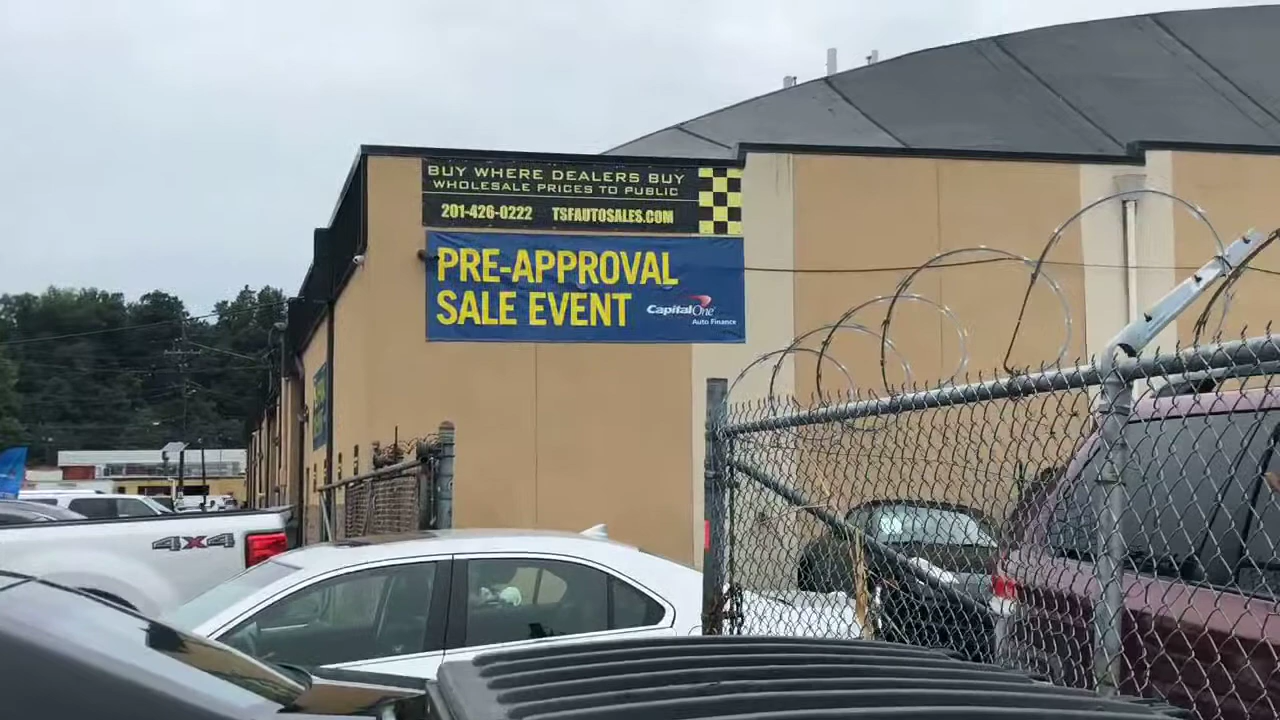 BUY WHERE DEALERS BUY
WHOLESALE PRICES TO PUBLIC
201-426-0222 TSFAUTOSALES.COM
PRE-APPROVAL
SALE EVENT
Capital One
Auto Finance
4X4